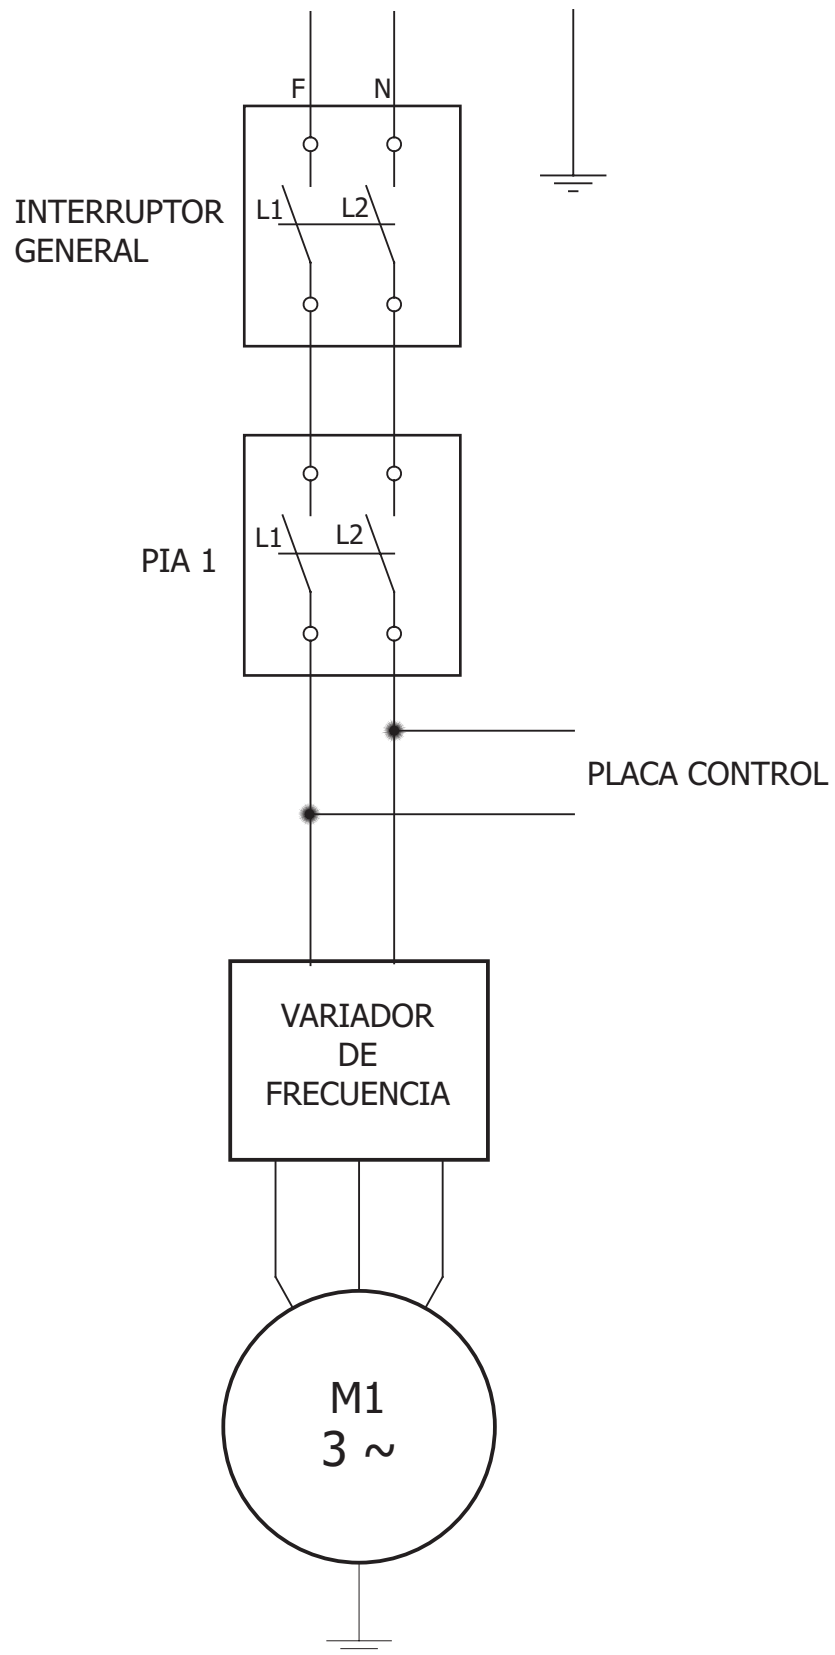 F
N
INTERRUPTOR
GENERAL
L1
L2
PIA 1
L1
L2
PLACA CONTROL
VARIADOR
DE
FRECUENCIA
M1
3 ~